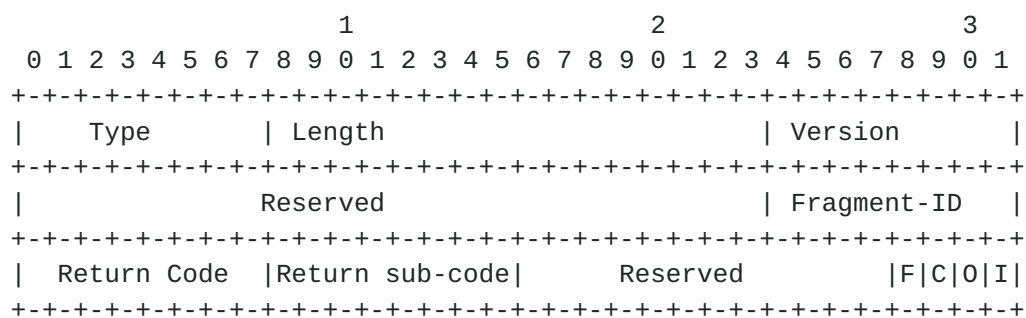 1                   2                   3
 0 1 2 3 4 5 6 7 8 9 0 1 2 3 4 5 6 7 8 9 0 1 2 3 4 5 6 7 8 9 0 1
+-+-+-+-+-+-+-+-+-+-+-+-+-+-+-+-+-+-+-+-+-+-+-+-+-+-+-+-+-+-+-+-+
|    Type       | Length                        | Version       |
+-+-+-+-+-+-+-+-+-+-+-+-+-+-+-+-+-+-+-+-+-+-+-+-+-+-+-+-+-+-+-+-+
|               Reserved                        | Fragment-ID   |
+-+-+-+-+-+-+-+-+-+-+-+-+-+-+-+-+-+-+-+-+-+-+-+-+-+-+-+-+-+-+-+-+
|  Return Code  |Return sub-code|      Reserved         |F|C|O|I|
+-+-+-+-+-+-+-+-+-+-+-+-+-+-+-+-+-+-+-+-+-+-+-+-+-+-+-+-+-+-+-+-+